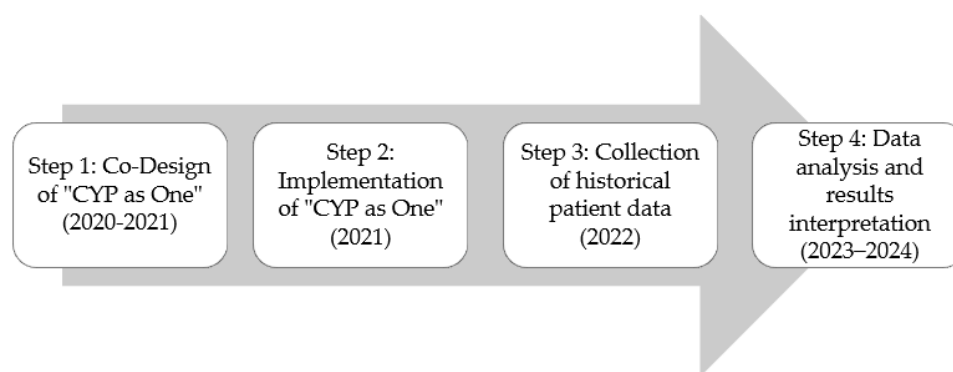 Step 1: Co-Design
of "CYP as One"
(2020-2021)
Step 2:
Implementation
of "CYP as One"
(2021)
Step 3: Collection
of historical
patient data
(2022)
Step 4: Data
analysis and
results
interpretation
(2023–2024)